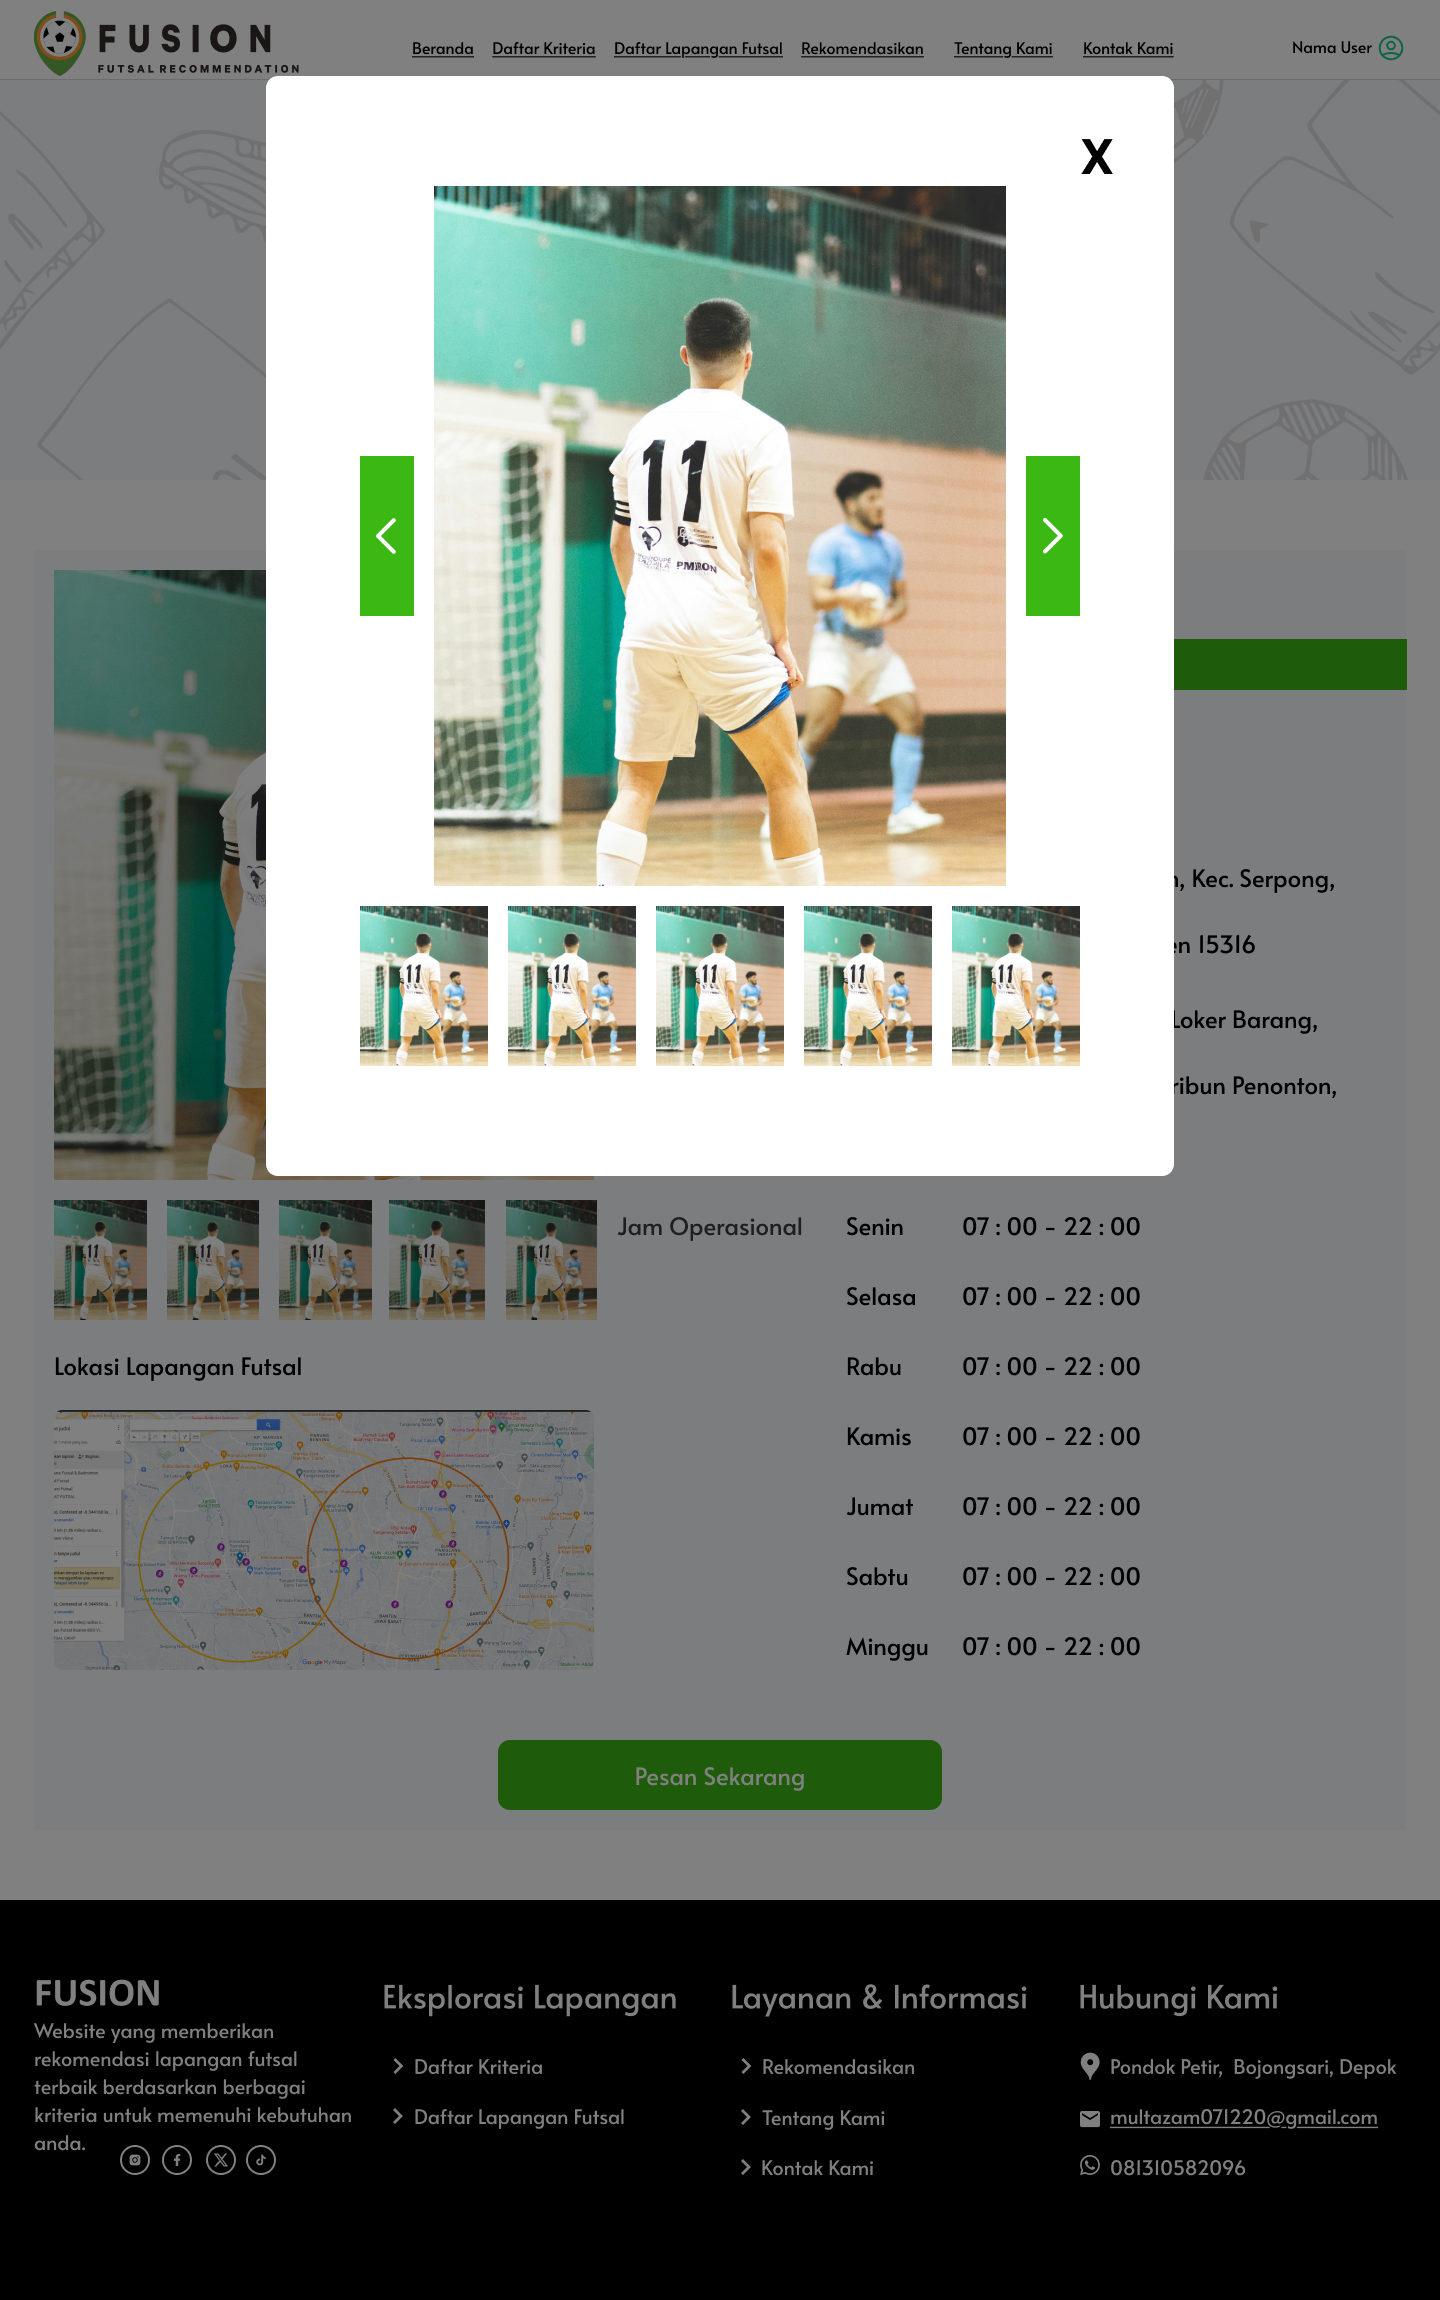 FUSION
FUTSAL RECOMMENDATION
Beranda Daftar Kriteria Daftar Lapangan Futsal Rekomendasikan Tentang Kami Kontak Kami
Nama User
X
11
PMIRON
Kec. Serpong,
15316
Loker Barang,
Penonton,
Jam Operasional
Senin 07 : 00 - 22 : 00
Selasa 07 : 00 - 22 : 00
Rabu 07 : 00 - 22 : 00
Kamis 07 : 00 - 22 : 00
Jumat 07 : 00 - 22 : 00
Sabtu 07 : 00 - 22 : 00
Minggu 07 : 00 - 22 : 00
Lokasi Lapangan Futsal
Google My Maps
Pesan Sekarang
FUSION
Website yang memberikan
rekomendasi lapangan futsal
terbaik berdasarkan berbagai
kriteria untuk memenuhi kebutuhan
anda.
Eksplorasi Lapangan
Daftar Kriteria
Daftar Lapangan Futsal
Layanan & Informasi
Rekomendasikan
Tentang Kami
Kontak Kami
Hubungi Kami
Pondok Petir, Bojongsari, Depok
multazam071220@gmail.com
081310582096